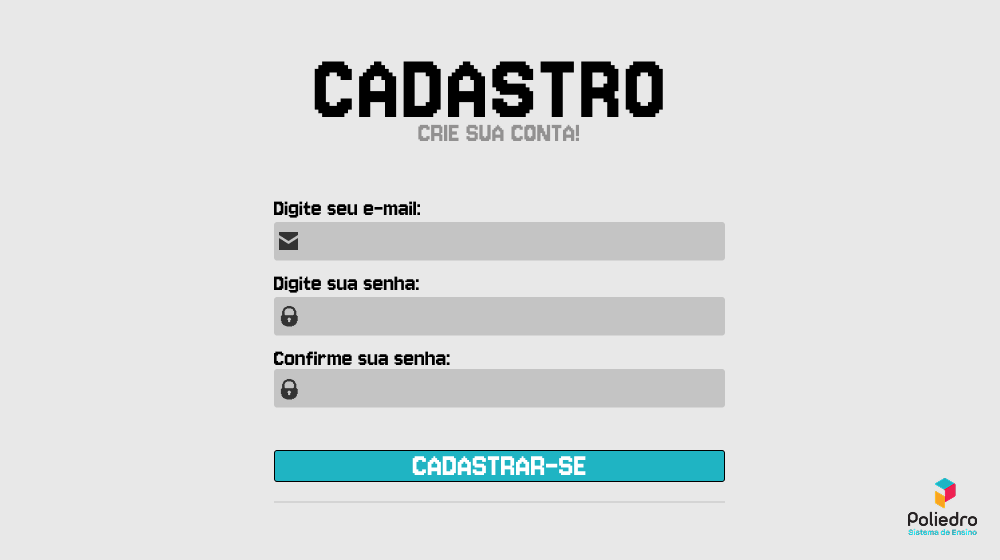 CADASTRO
CRIE SUA CONTA!
Digite seu e-mail:
Digite sua senha:
Confirme sua senha:
CADASTRAR-SE
Poliedro
Sistema de Ensino